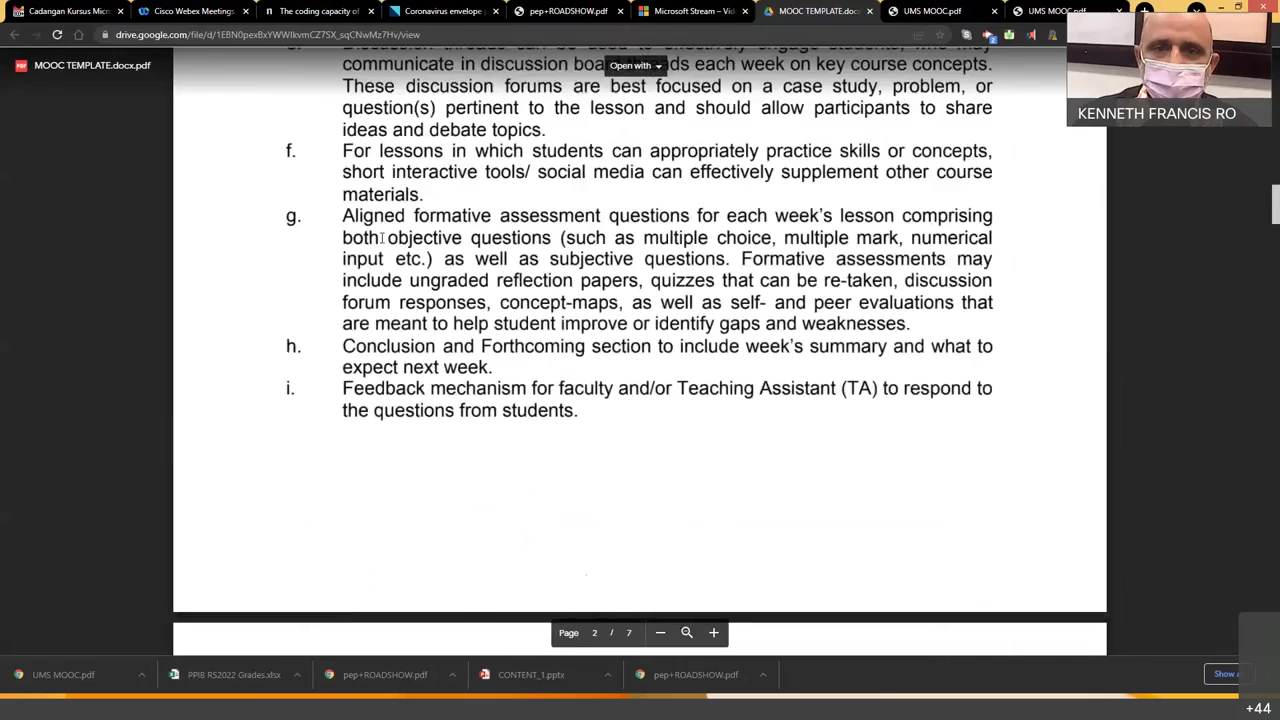 Cadangan Kursus Micro
Cisco Webex Meetings
The coding capacity of
Coronavirus envelope p
pep+ROADSHOW.pdf
Microsoft Stream – Vide
MOOC TEMPLATE.docx
UMS MOOC.pdf
UMS MOOC.pdf
drive.google.com/file/d/1EBN0pexBxYWWIkvmCZ7SX_sqCNwMz7Hv/view
MOOC TEMPLATE.docx.pdf
Open with
KENNETH FRANCIS RO
communicate in discussion board threads each week on key course concepts.
These discussion forums are best focused on a case study, problem, or
question(s) pertinent to the lesson and should allow participants to share
ideas and debate topics.
f. For lessons in which students can appropriately practice skills or concepts,
short interactive tools/ social media can effectively supplement other course
materials.
g. Aligned formative assessment questions for each week's lesson comprising
both objective questions (such as multiple choice, multiple mark, numerical
input etc.) as well as subjective questions. Formative assessments may
include ungraded reflection papers, quizzes that can be re-taken, discussion
forum responses, concept-maps, as well as self- and peer evaluations that
are meant to help student improve or identify gaps and weaknesses.
h. Conclusion and Forthcoming section to include week's summary and what to
expect next week.
i. Feedback mechanism for faculty and/or Teaching Assistant (TA) to respond to
the questions from students.
Page 2 / 7
UMS MOOC.pdf
PPIB RS2022 Grades.xlsx
pep+ROADSHOW.pdf
CONTENT_1.pptx
pep+ROADSHOW.pdf
Show a
+44